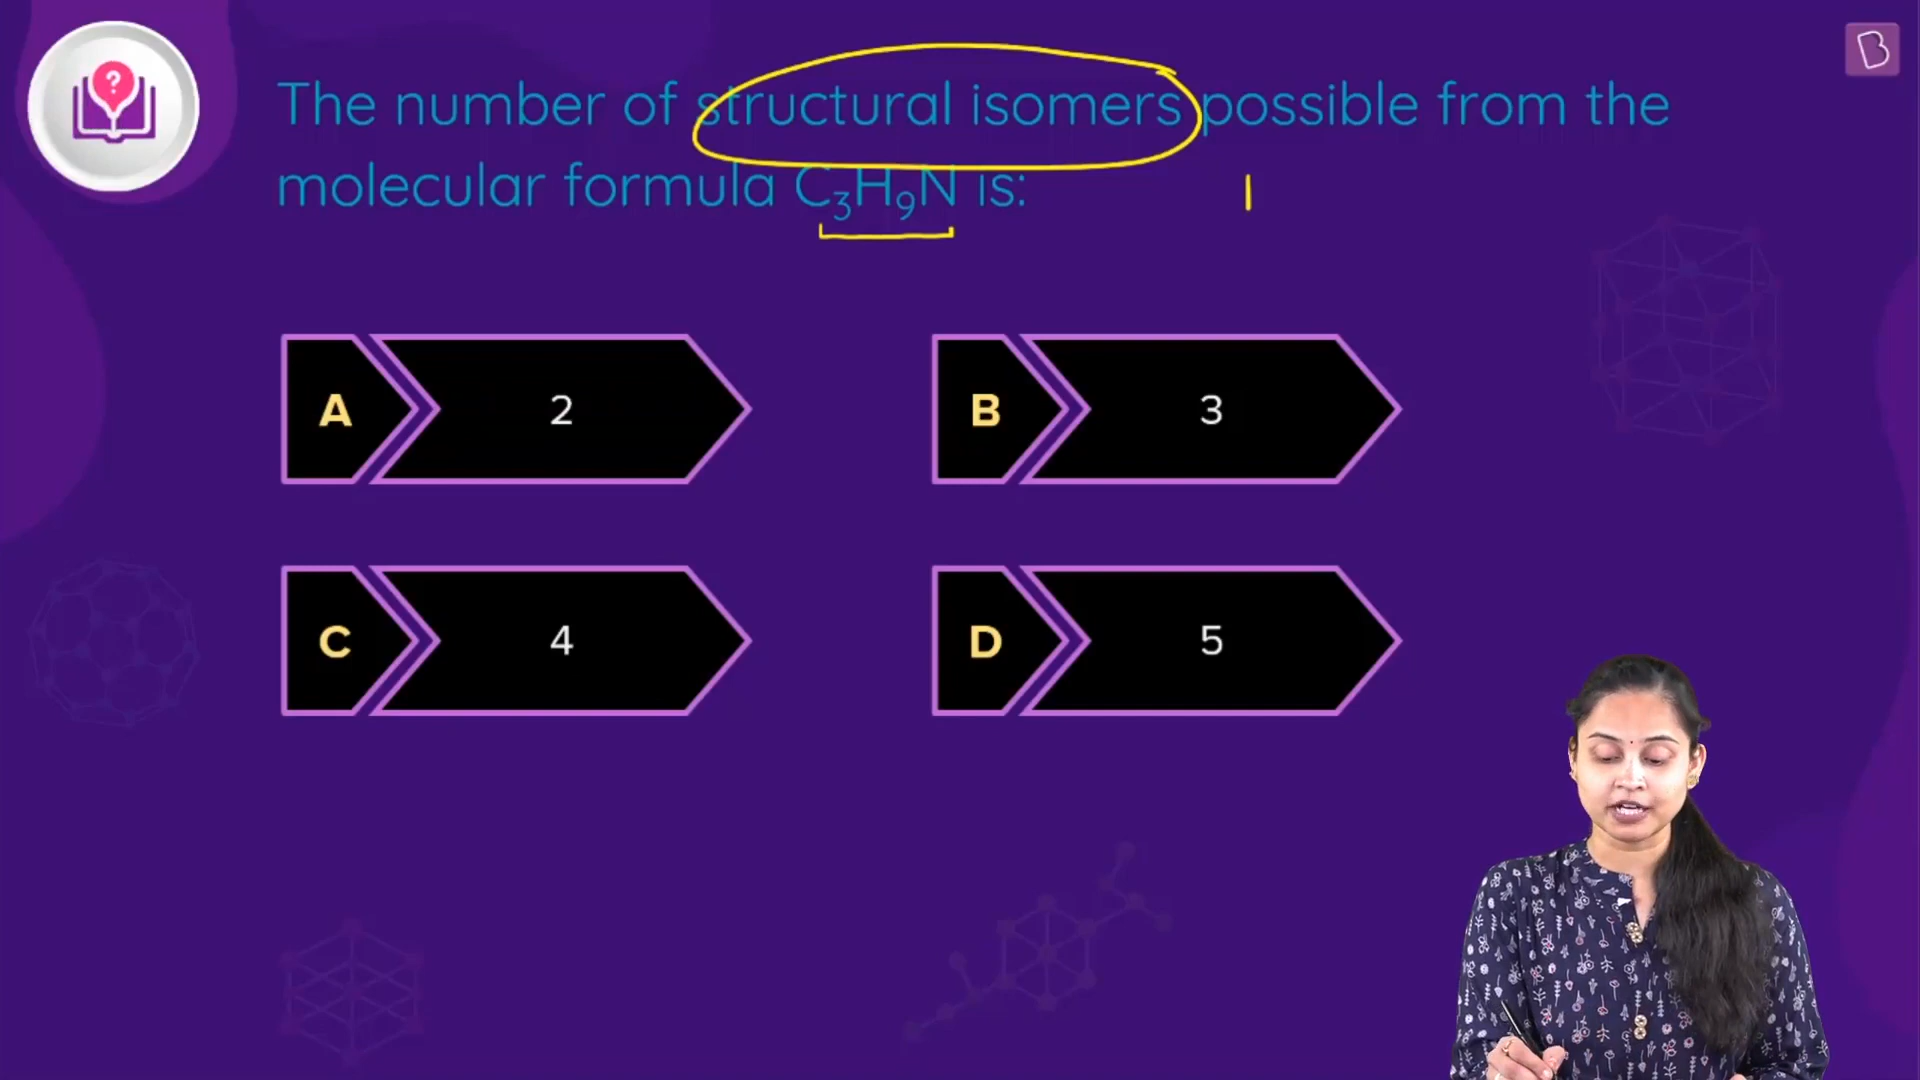 The number of structural isomers possible from the
molecular formula C₃H₉N is:
A 2
B 3
C 4
D 5